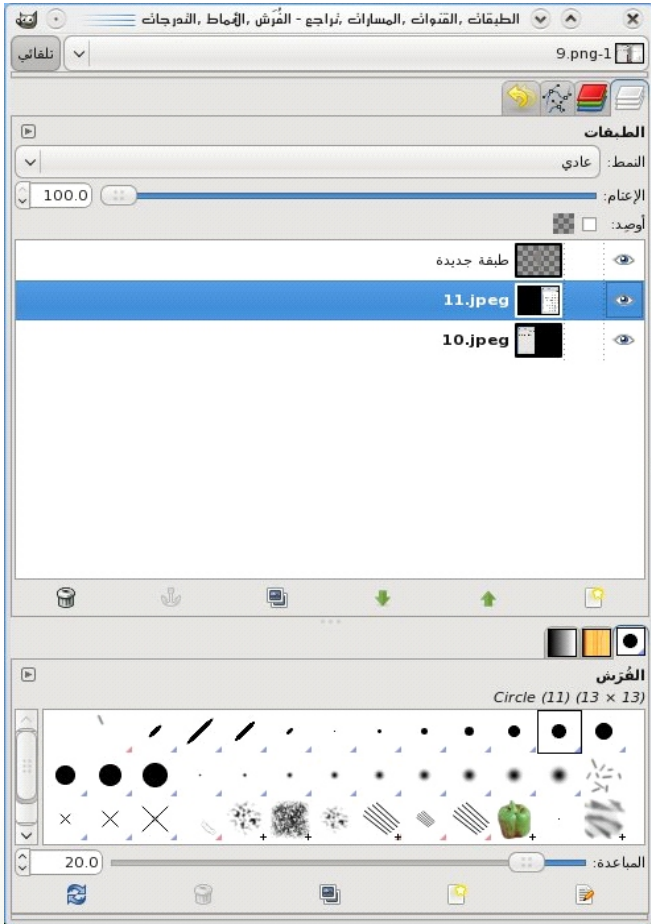 الطبقات ,القنوات ,المسارات ,تراجع - الفُرَش ,الأنماط ,التدرجات
9.png-1
تلقائي
الطبقات
النمط: عادي
الإعتام: 100.0
أوصِد:
طبقة جديدة
11.jpeg
10.jpeg
الفُرَش
Circle (11) (13 × 13)
المباعدة: 20.0